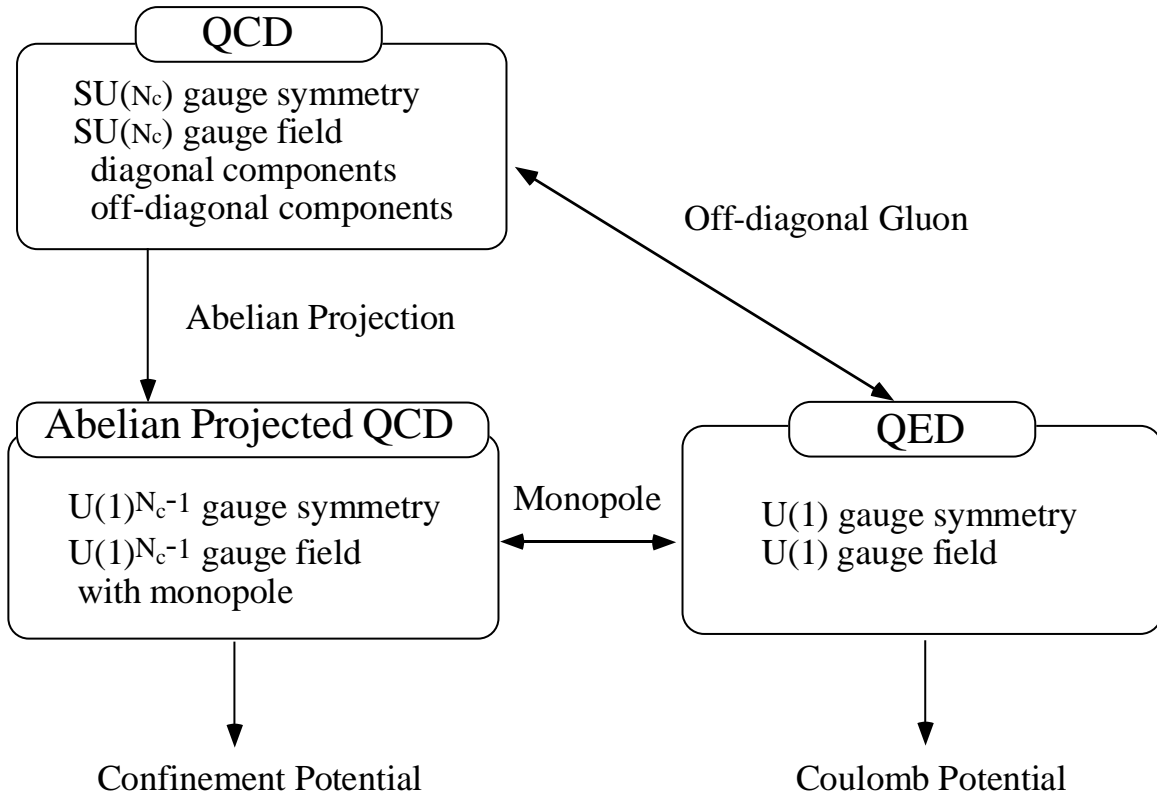 QCD
SU(Nc) gauge symmetry
SU(Nc) gauge field
diagonal components
off-diagonal components
Off-diagonal Gluon
Abelian Projection
Abelian Projected QCD
U(1)^Nc-1 gauge symmetry
U(1)^Nc-1 gauge field
with monopole
Monopole
QED
U(1) gauge symmetry
U(1) gauge field
Confinement Potential
Coulomb Potential